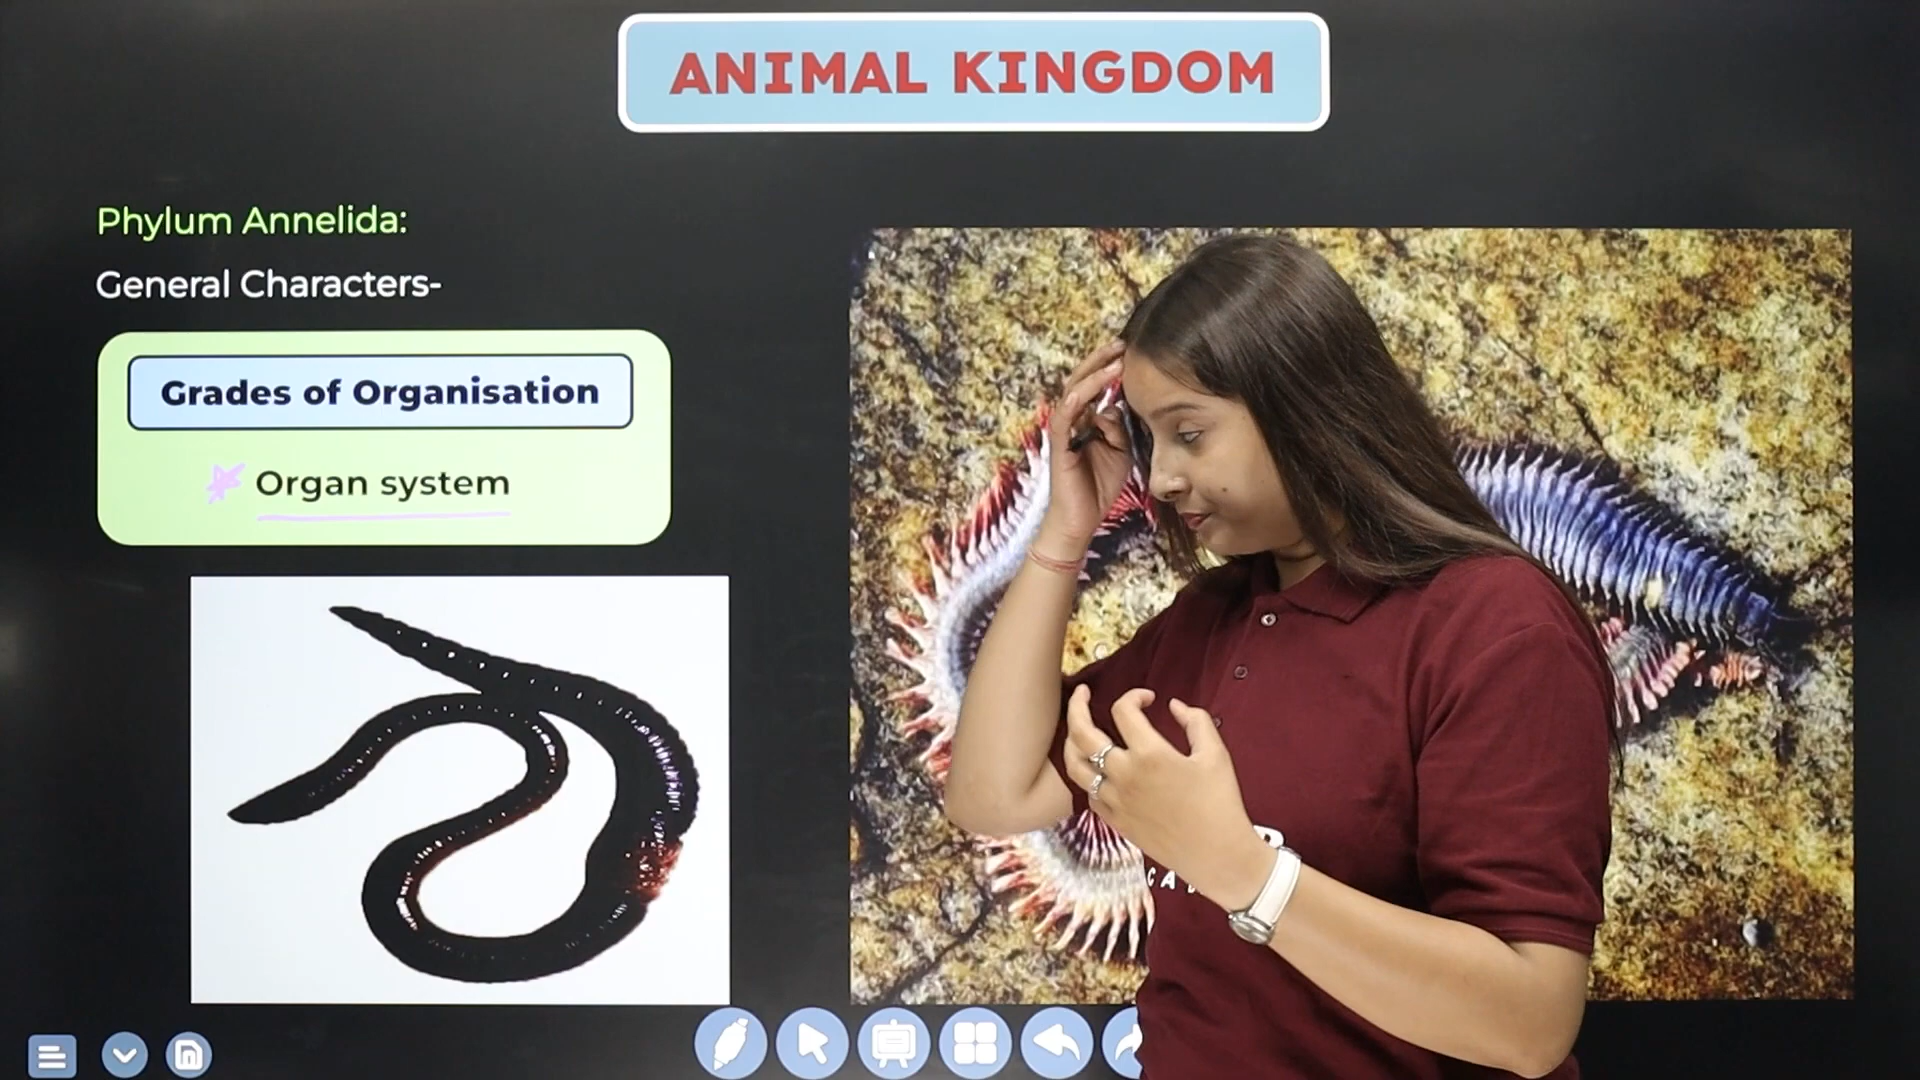 ANIMAL KINGDOM
Phylum Annelida:
General Characters-
Grades of Organisation
Organ system